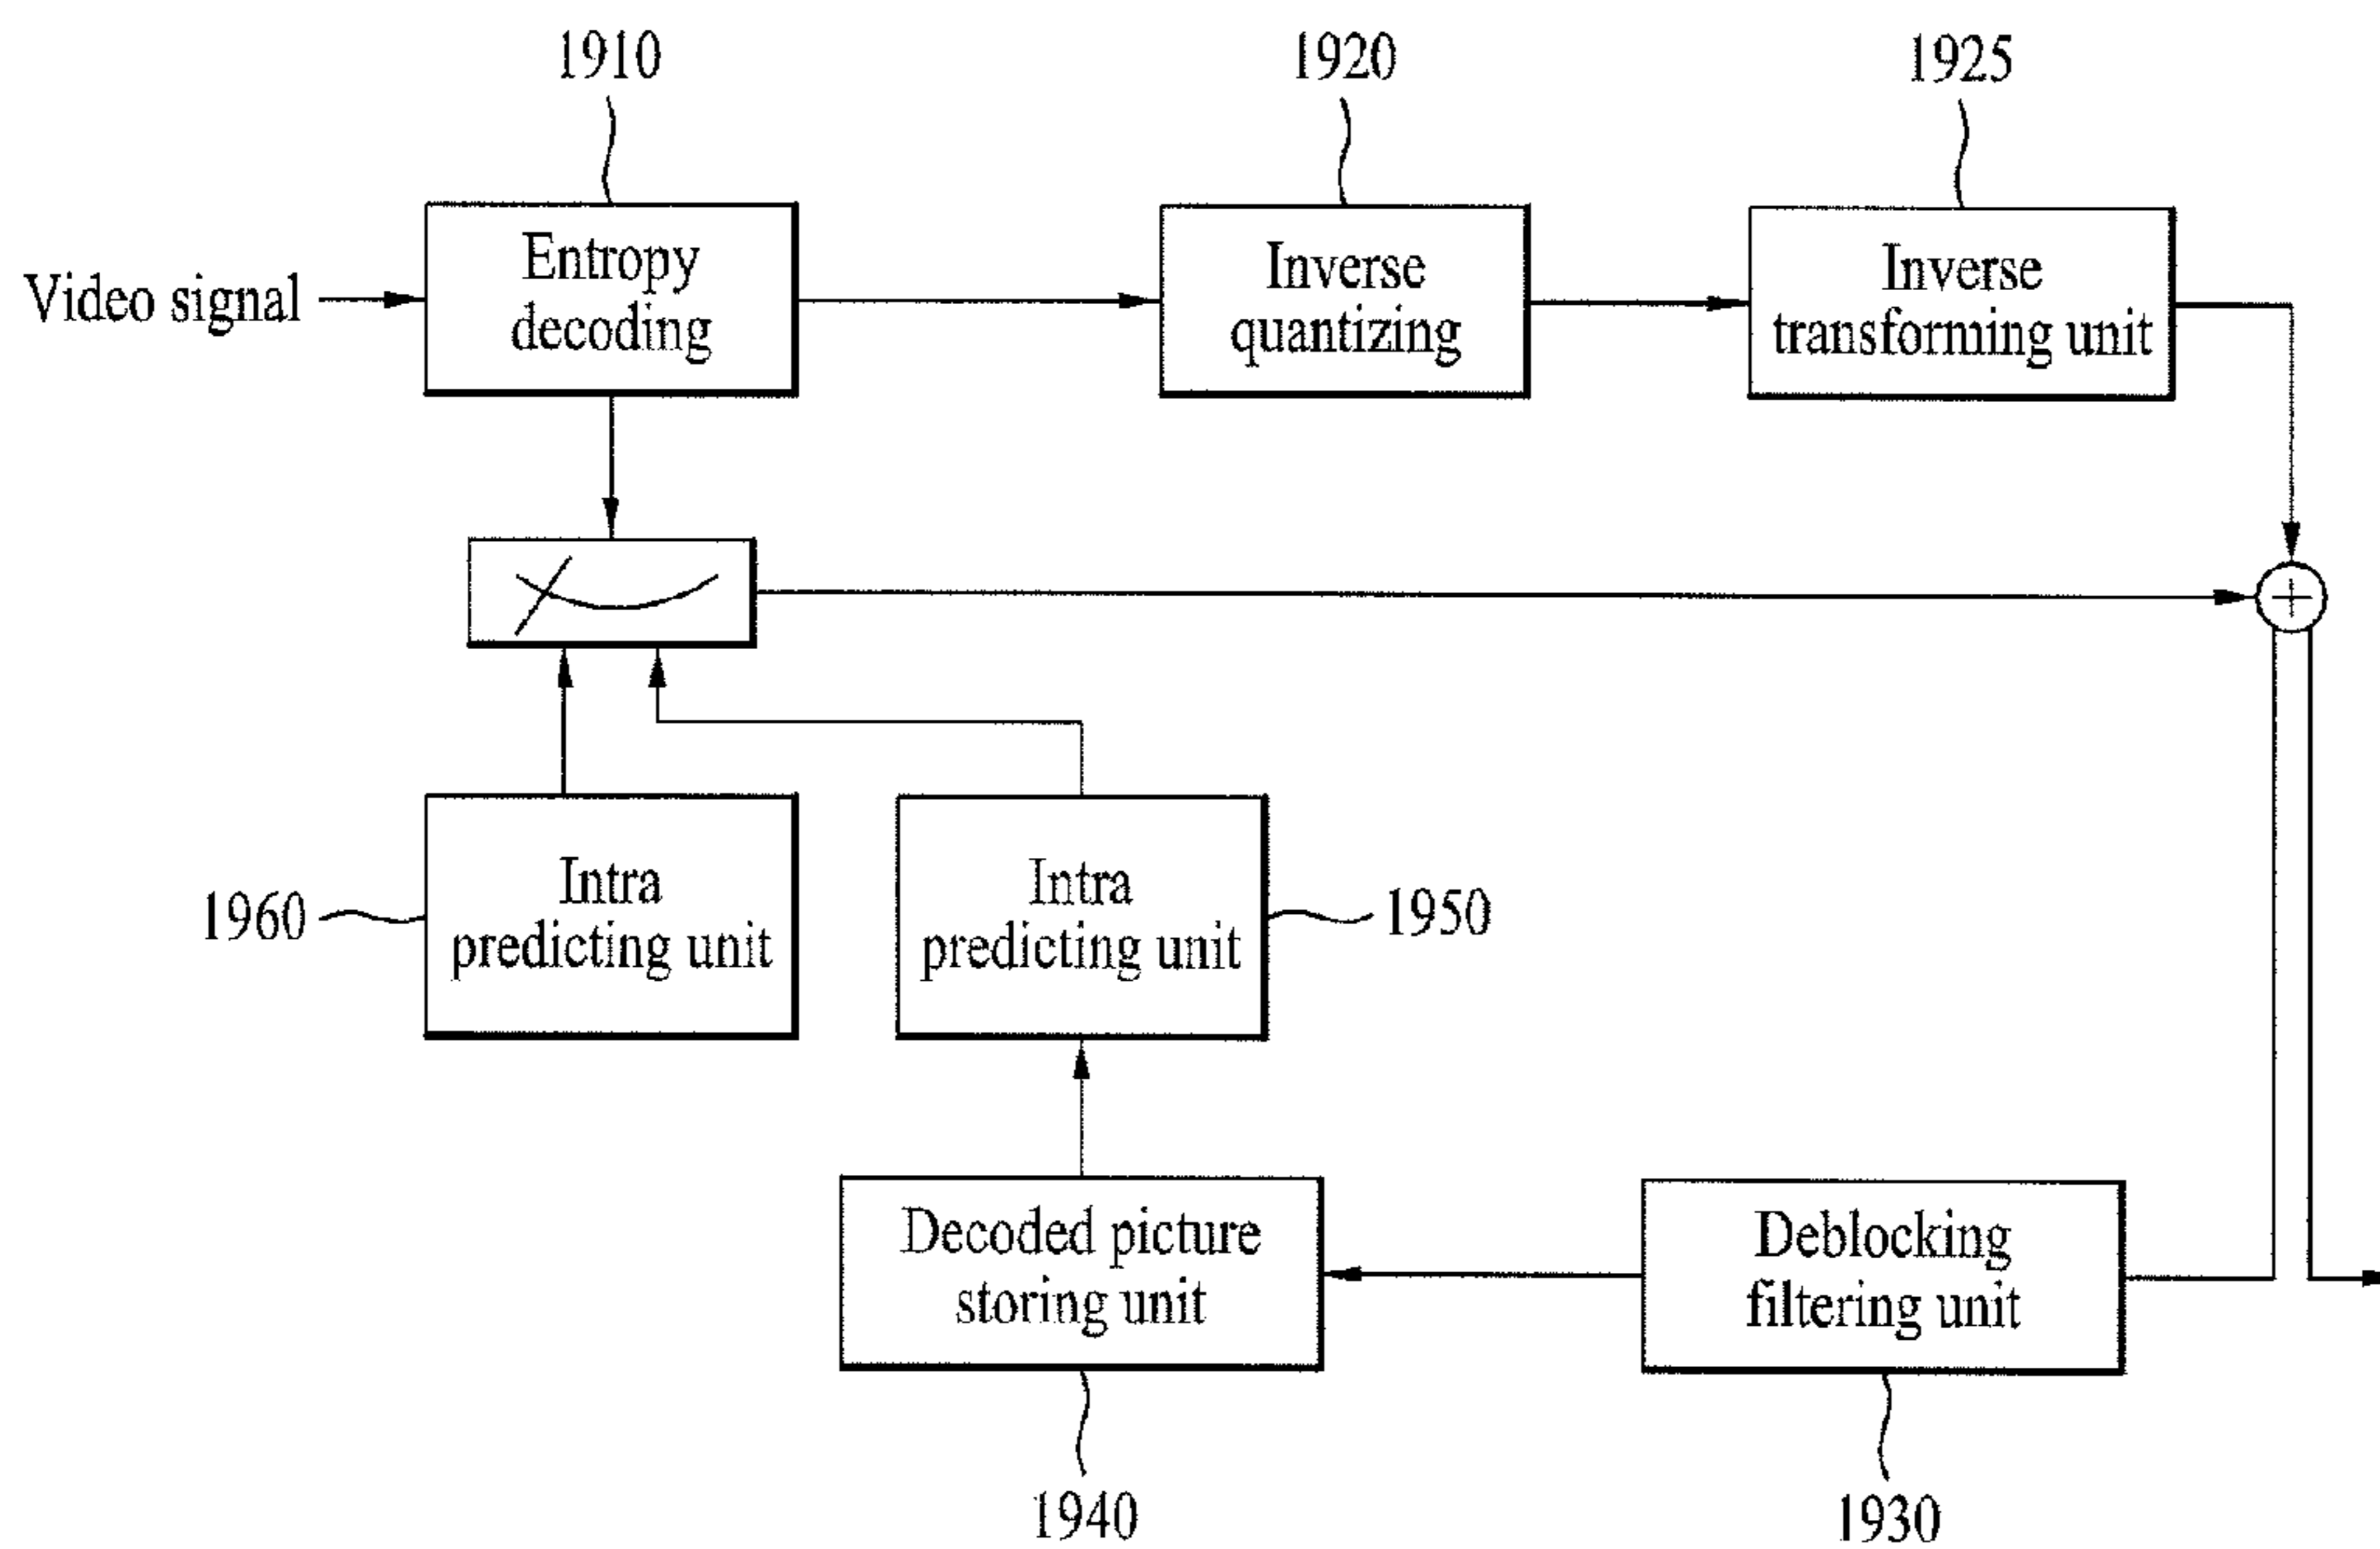 1910
1920
1925
Video signal
Entropy
decoding
Inverse
quantizing
Inverse
transforming unit
+
1960
Intra
predicting unit
Intra
predicting unit
1950
Decoded picture
storing unit
Deblocking
filtering unit
1940
1930